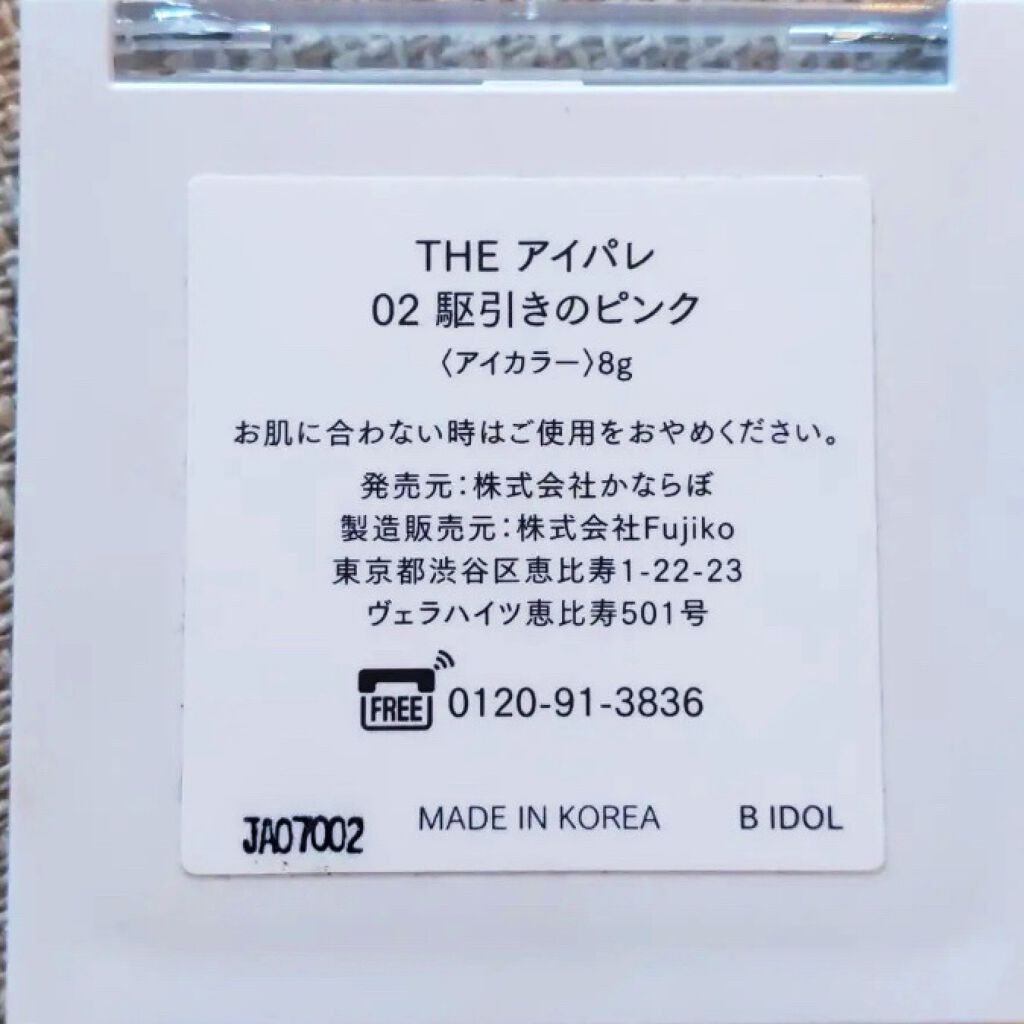 THE アイパレ
02 駆引きのピンク
〈アイカラー〉8g
お肌に合わない時はご使用をおやめください。
発売元：株式会社かならぼ
製造販売元：株式会社Fujiko
東京都渋谷区恵比寿1-22-23
ヴェラハイツ恵比寿501号
FREE 0120-91-3836
JA07002 MADE IN KOREA B IDOL